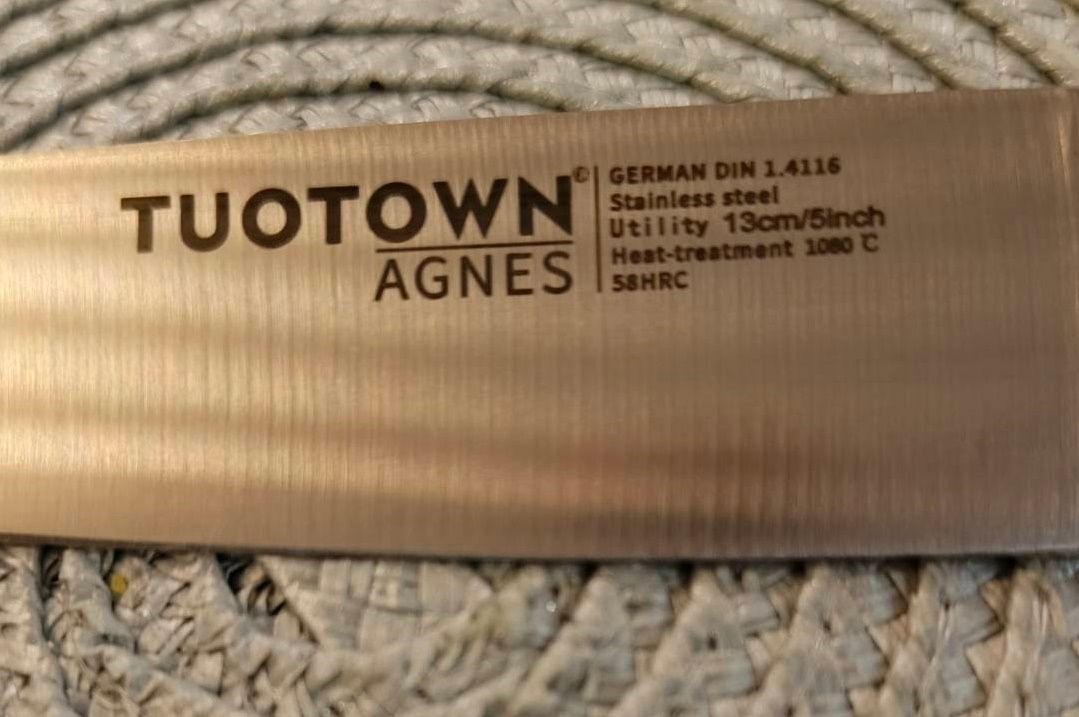 TUOTOWN©
AGNES
GERMAN DIN 1.4116
Stainless steel
Utility 13cm/5inch
Heat-treatment 1080 ℃
58HRC